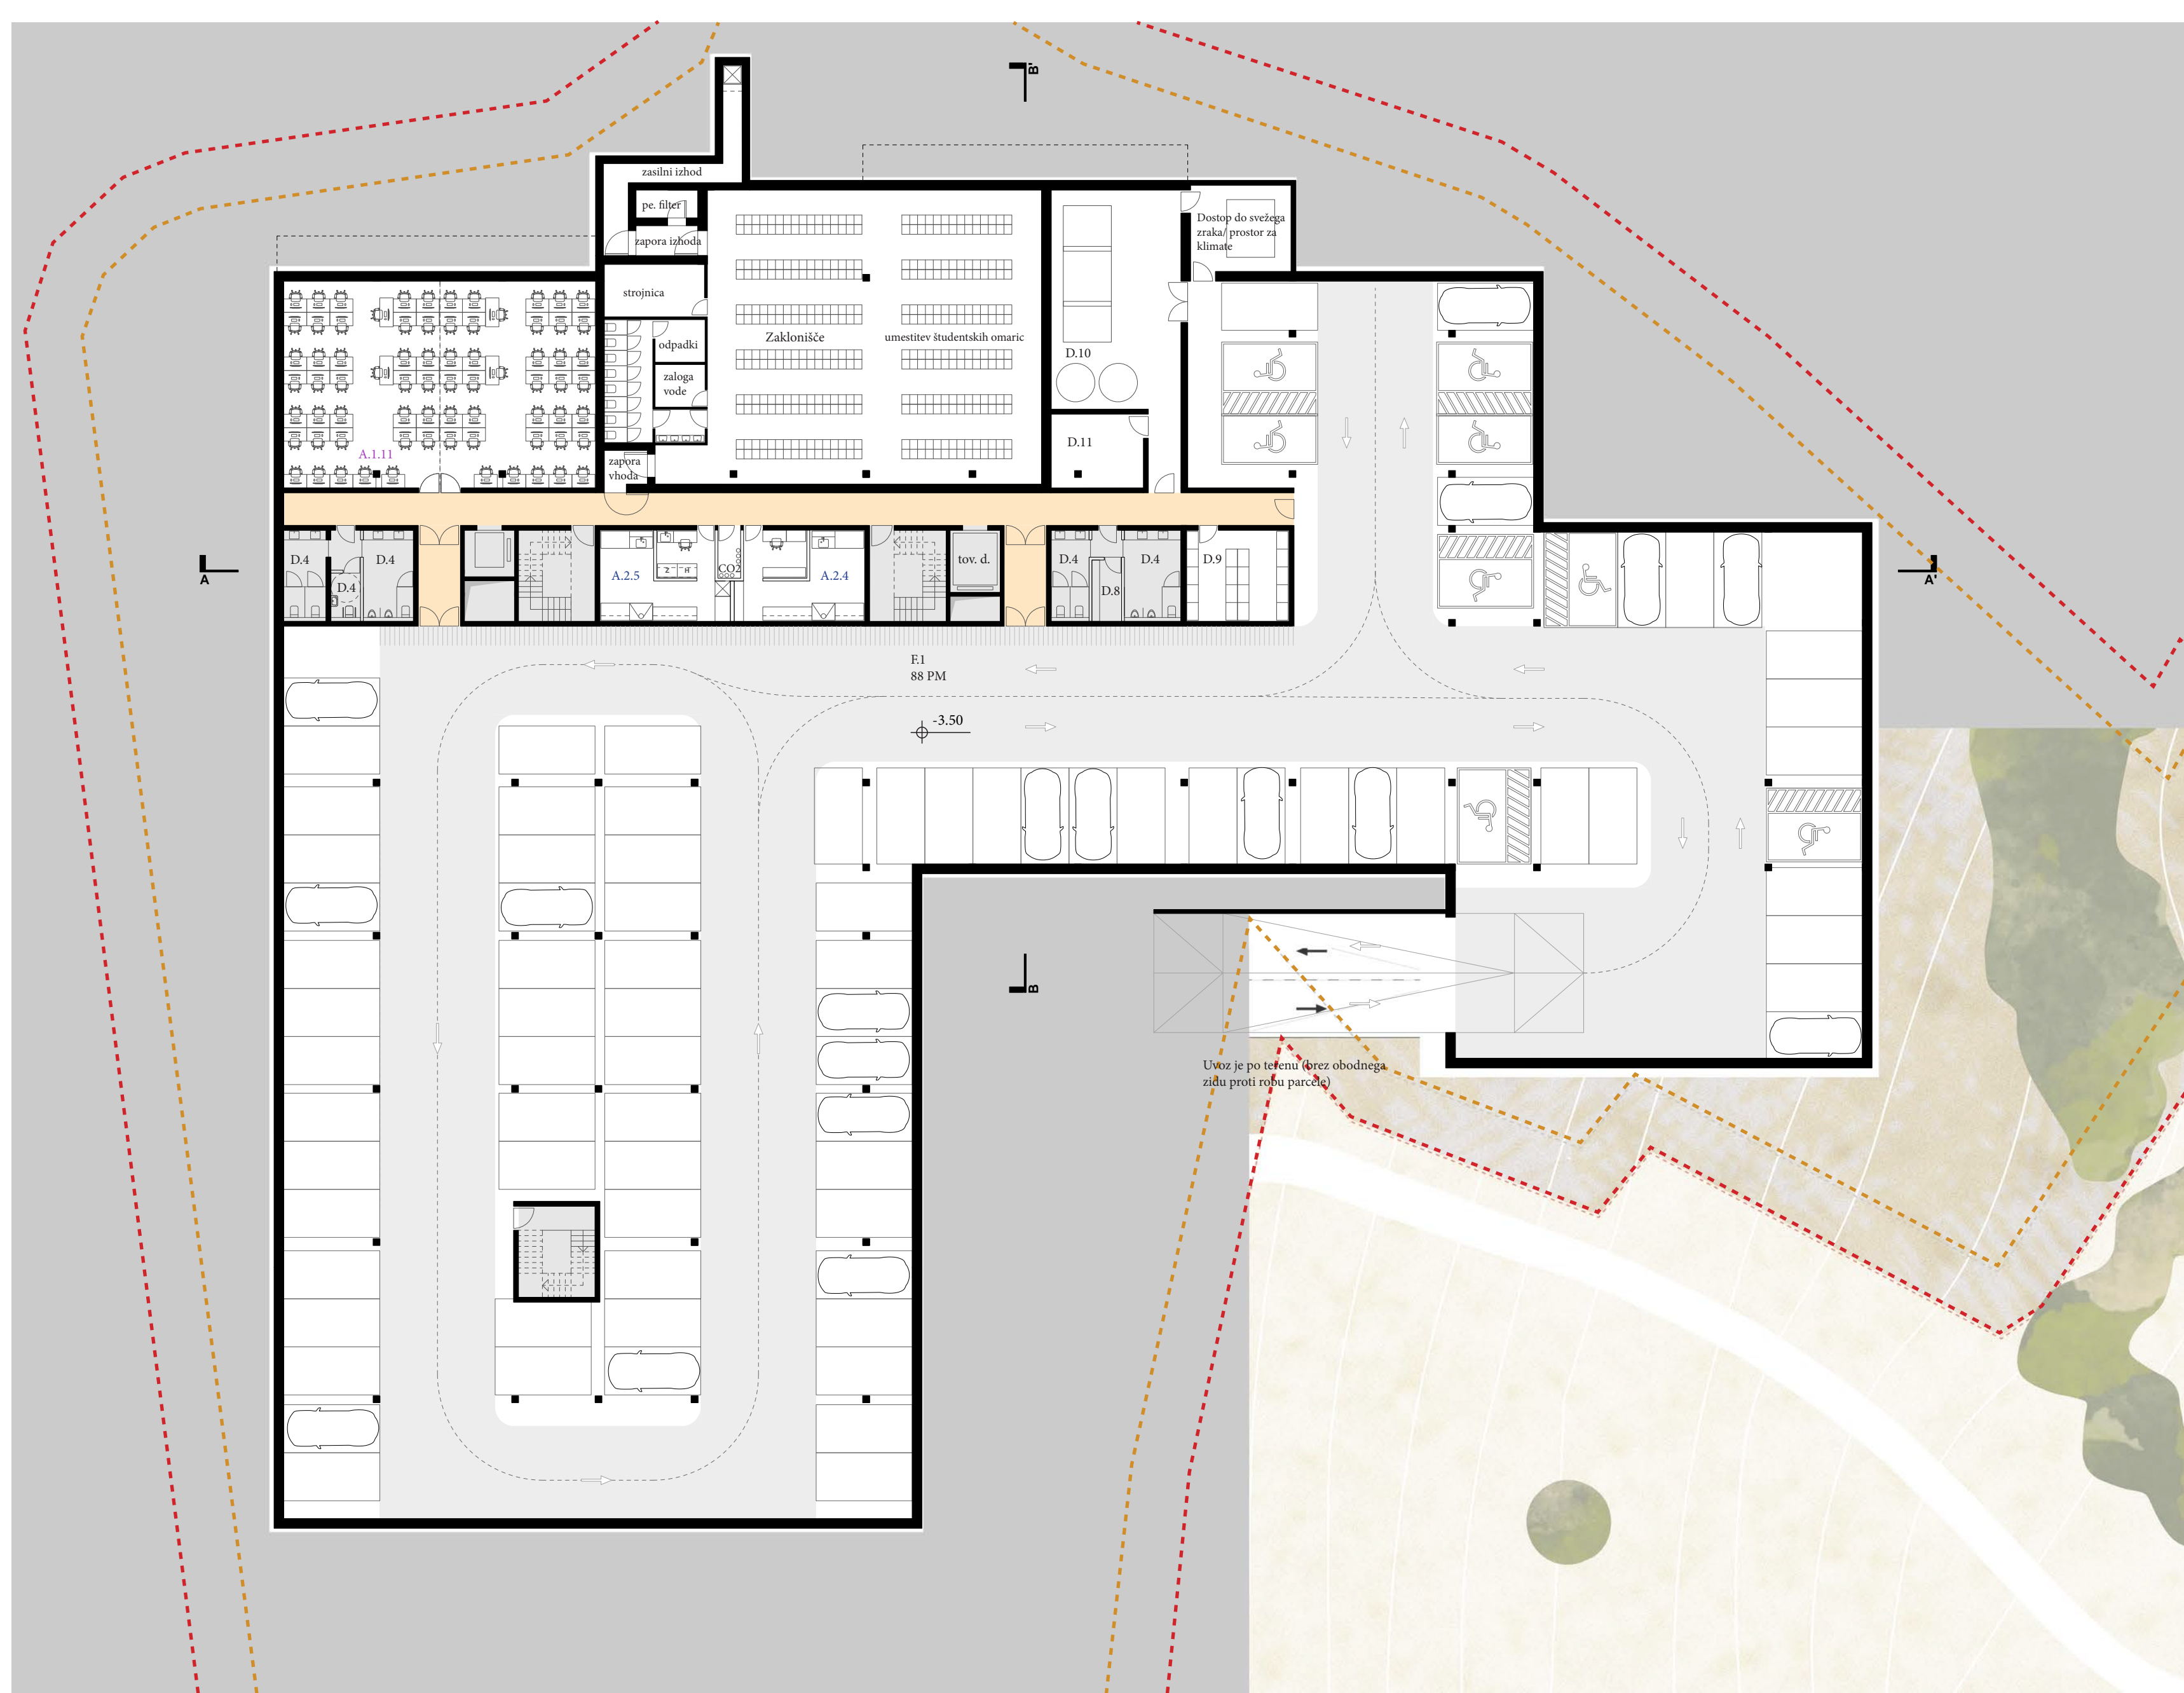 B'
zasilni izhod
pe. filter
zapora izhoda
Dostop do svežega
zraka/ prostor za
klimate
strojnica
Zaklonišče
umestitev študentskih omaric
odpadki
D.10
zaloga
vode
A.1.11
D.11
zapora
vhoda
A
D.4
D.4
D.4
A.2.5
CO2
A.2.4
tov. d.
D.4
D.8
D.4
D.9
A'
F.1
88 PM
-3.50
B
Uvoz je po terenu (brez obodnega
zidu proti robu parcele)